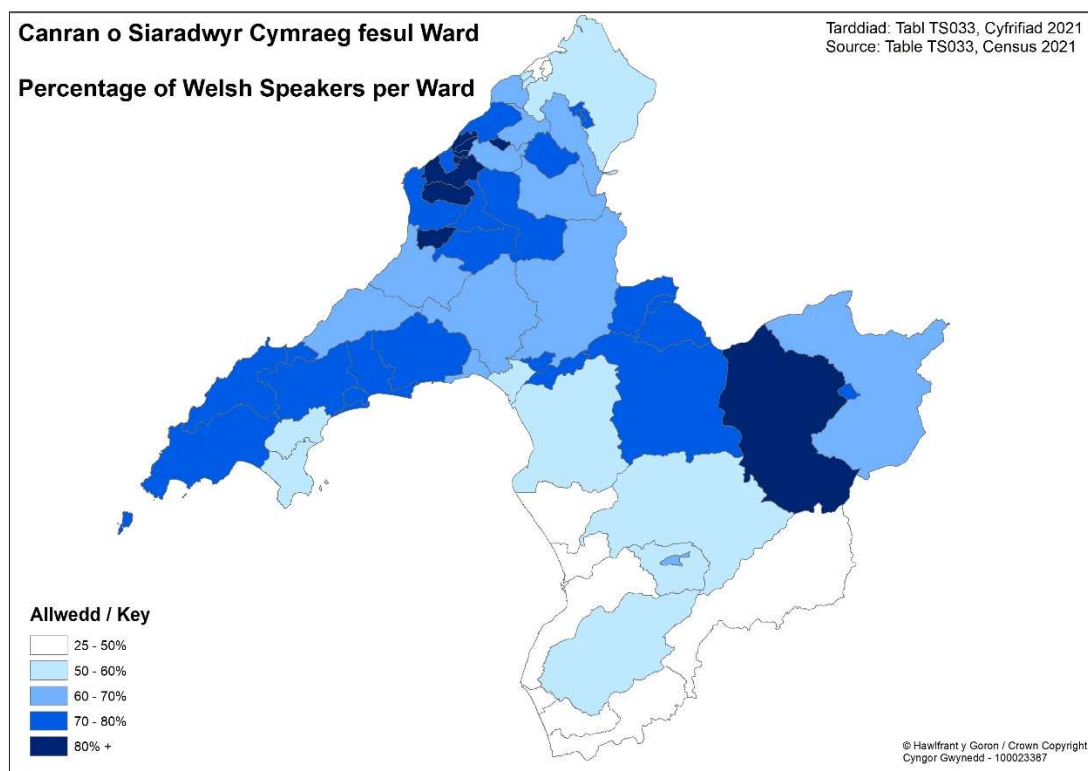 Canran o Siaradwyr Cymraeg fesul Ward
Percentage of Welsh Speakers per Ward
Tarddiad: Tabl TS033, Cyfrifiad 2021
Source: Table TS033, Census 2021
Allwedd / Key
25 - 50%
50 - 60%
60 - 70%
70 - 80%
80% +
© Hawlfraint y Goron / Crown Copyright
Cyngor Gwynedd - 100023387